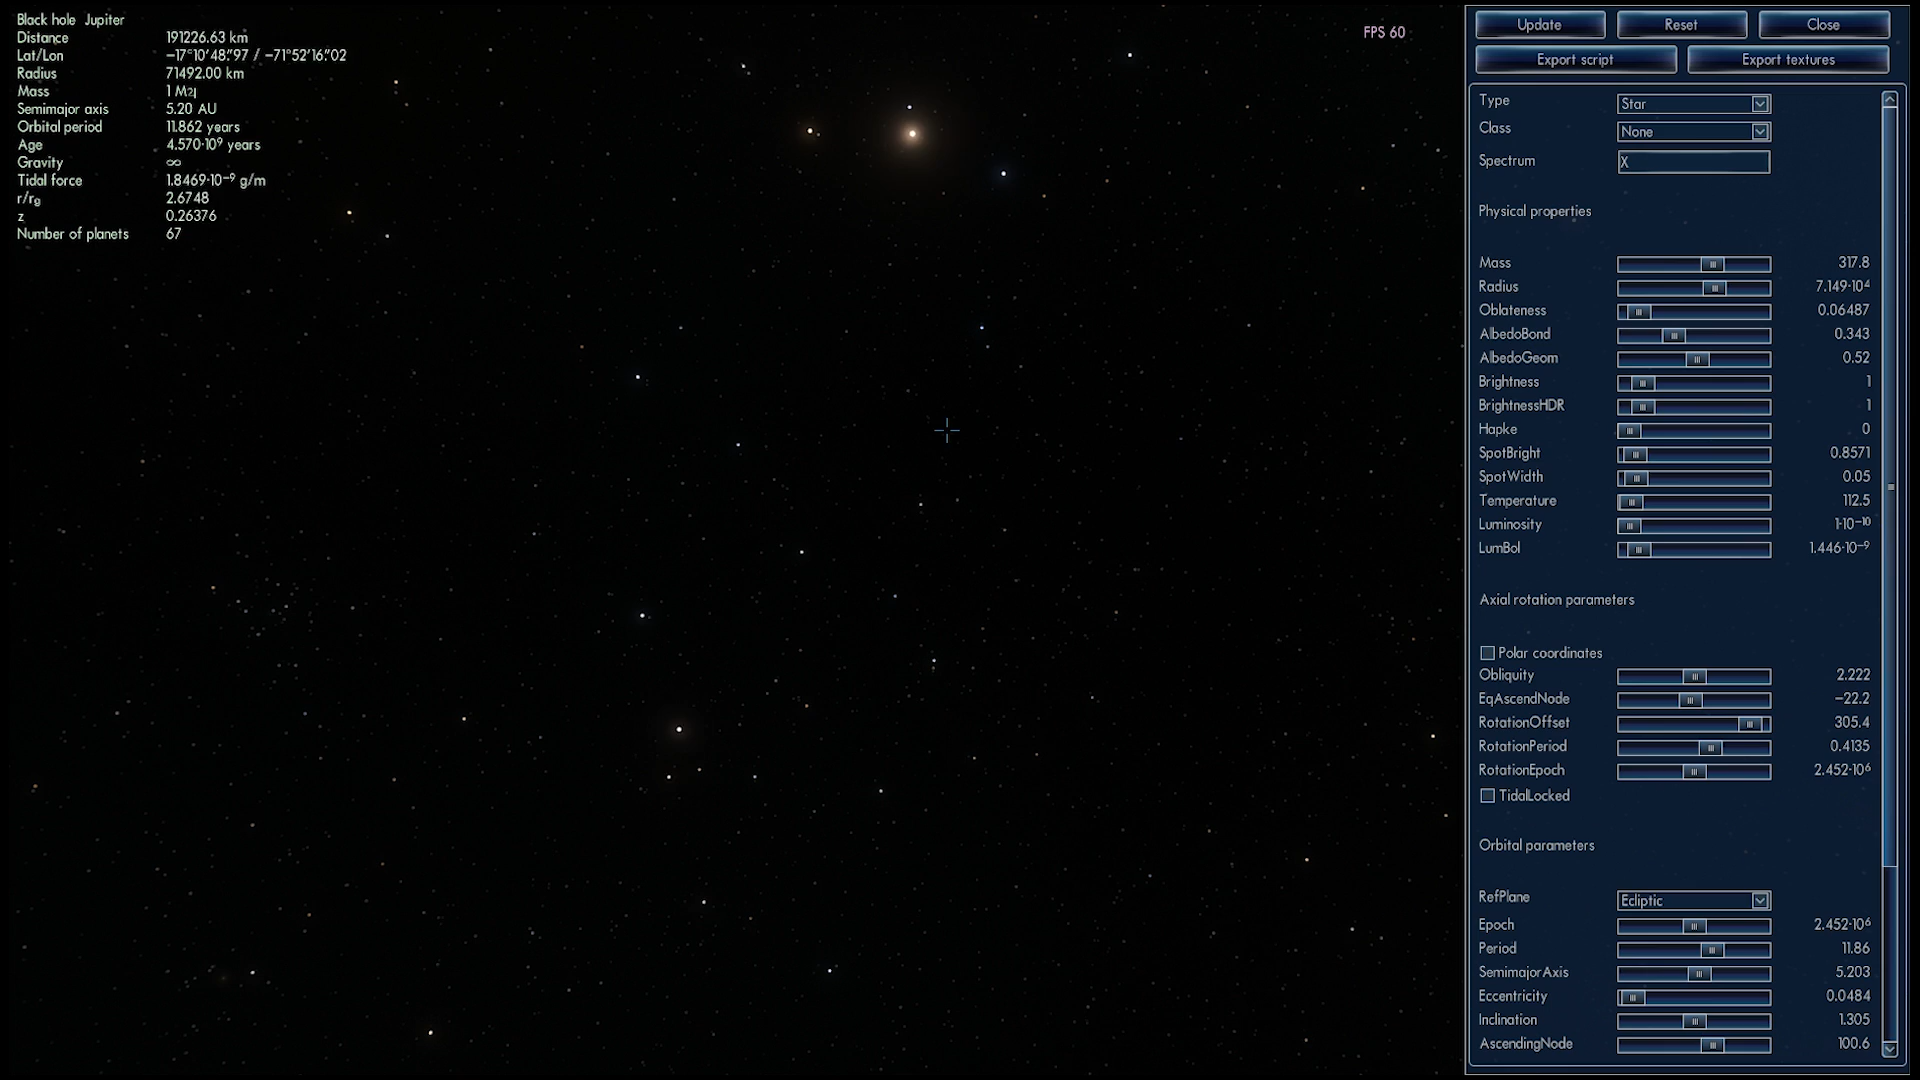 Black hole Jupiter
Distance 191226.63 km
Lat/Lon −17°10′48″97 / −71°52′16″02
Radius 71492.00 km
Mass 1 M♃
Semimajor axis 5.20 AU
Orbital period 11.862 years
Age 4.570·10⁹ years
Gravity ∞
Tidal force 1.8469·10⁻⁹ g/m
r/rg 2.6748
z 0.26376
Number of planets 67
FPS 60
Update Reset Close
Export script Export textures
Type Star
Class None
Spectrum X
Physical properties
Mass 317.8
Radius 7.149·10⁴
Oblateness 0.06487
AlbedoBond 0.343
AlbedoGeom 0.52
Brightness 1
BrightnessHDR 1
Hapke 0
SpotBright 0.8571
SpotWidth 0.05
Temperature 112.5
Luminosity 1·10⁻¹⁰
LumBol 1.446·10⁻⁹
Axial rotation parameters
Polar coordinates
Obliquity 2.222
EqAscendNode −22.2
RotationOffset 305.4
RotationPeriod 0.4135
RotationEpoch 2.452·10⁶
TidalLocked
Orbital parameters
RefPlane Ecliptic
Epoch 2.452·10⁶
Period 11.86
SemimajorAxis 5.203
Eccentricity 0.0484
Inclination 1.305
AscendingNode 100.6